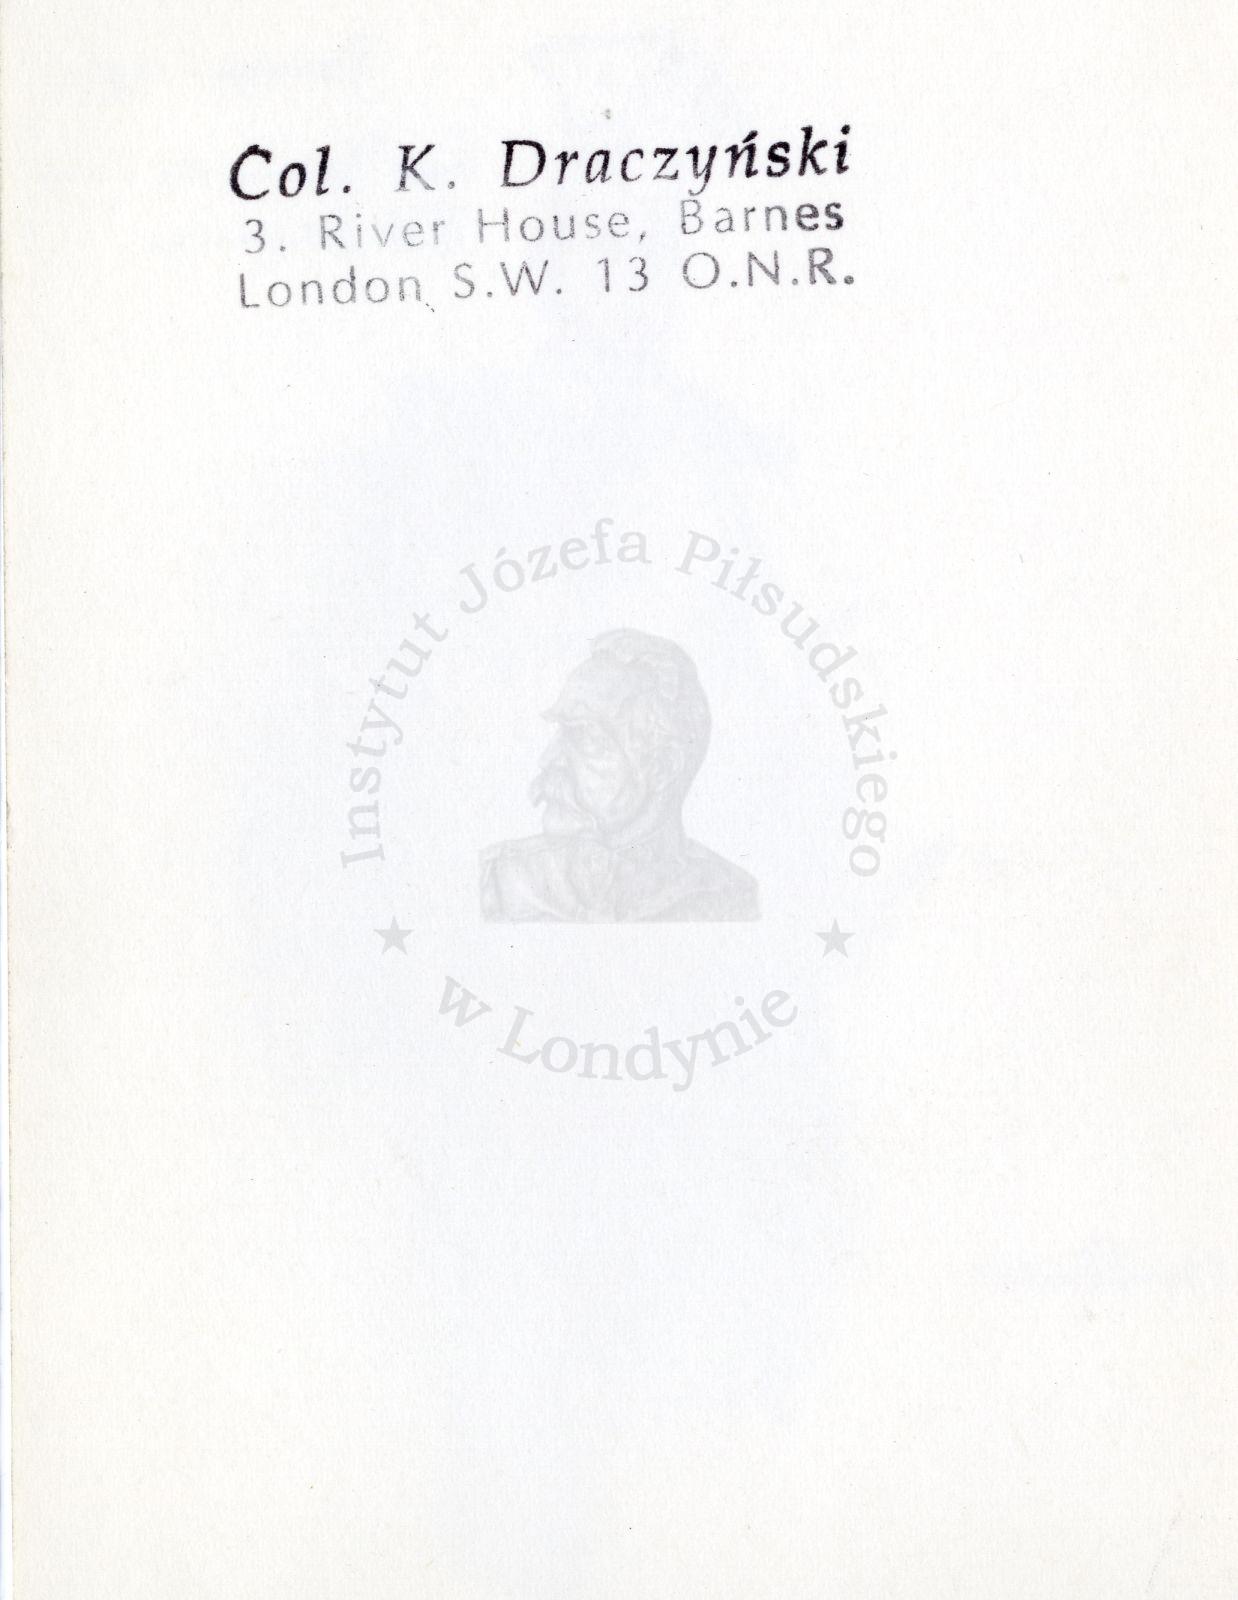 Col. K. Draczyński
3. River House, Barnes
London S.W. 13 O.N.R.
Instytut Józefa Piłsudskiego
w Londynie